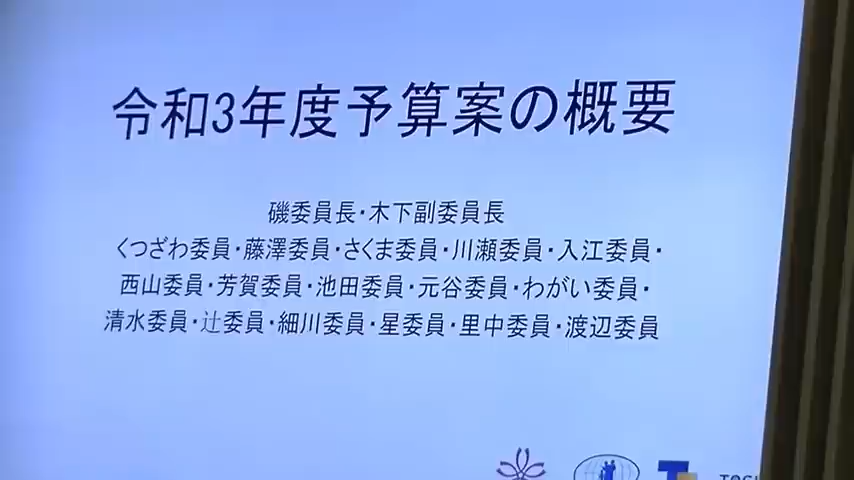 令和3年度予算案の概要
磯委員長・木下副委員長
くつざわ委員・藤澤委員・さくま委員・川瀬委員・入江委員・
西山委員・芳賀委員・池田委員・元谷委員・わがい委員・
清水委員・辻委員・細川委員・星委員・里中委員・渡辺委員